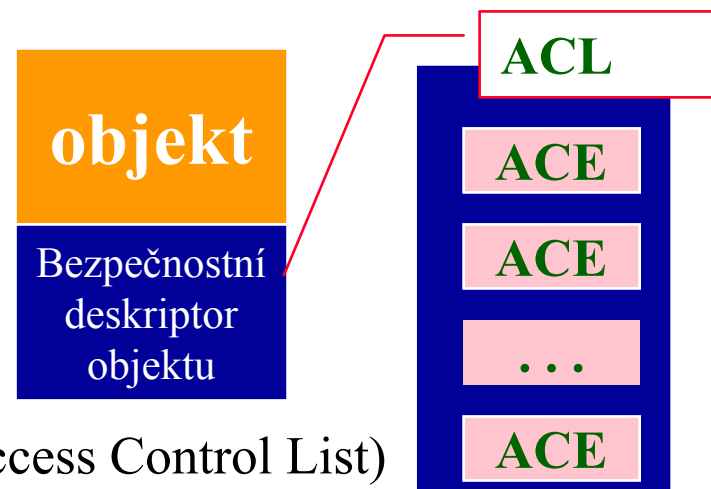 objekt
Bezpečnostní
deskriptor
objektu
ACL
ACE
ACE
...
ACE
ccess Control List)